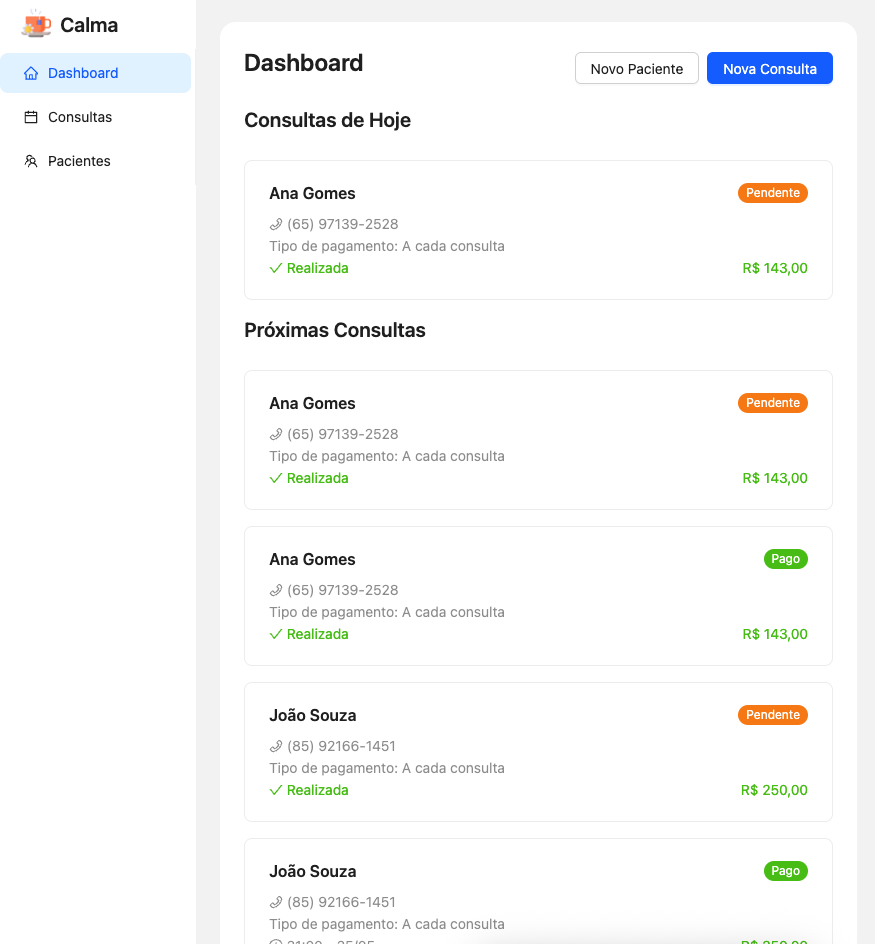 Calma
Dashboard
Consultas
Pacientes
Dashboard
Novo Paciente
Nova Consulta
Consultas de Hoje
Ana Gomes
Pendente
(65) 97139-2528
Tipo de pagamento: A cada consulta
Realizada
R$ 143,00
Próximas Consultas
Ana Gomes
Pendente
(65) 97139-2528
Tipo de pagamento: A cada consulta
Realizada
R$ 143,00
Ana Gomes
Pago
(65) 97139-2528
Tipo de pagamento: A cada consulta
Realizada
R$ 143,00
João Souza
Pendente
(85) 92166-1451
Tipo de pagamento: A cada consulta
Realizada
R$ 250,00
João Souza
Pago
(85) 92166-1451
Tipo de pagamento: A cada consulta